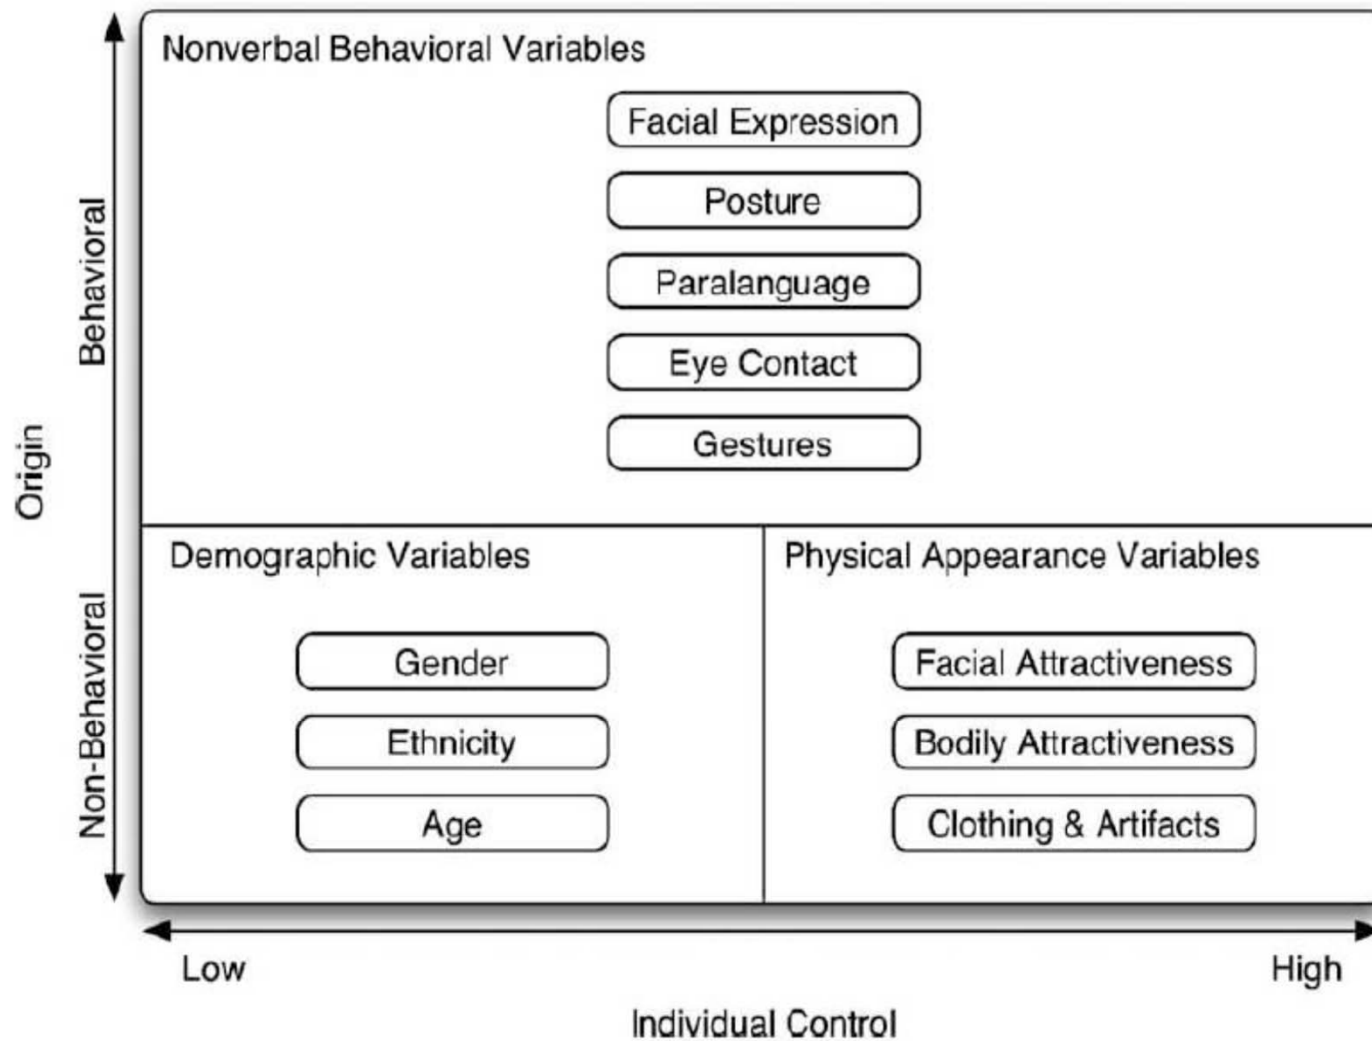 Nonverbal Behavioral Variables
Facial Expression
Posture
Paralanguage
Eye Contact
Gestures
Behavioral
Origin
Non-Behavioral
Demographic Variables
Gender
Ethnicity
Age
Physical Appearance Variables
Facial Attractiveness
Bodily Attractiveness
Clothing & Artifacts
Low
High
Individual Control